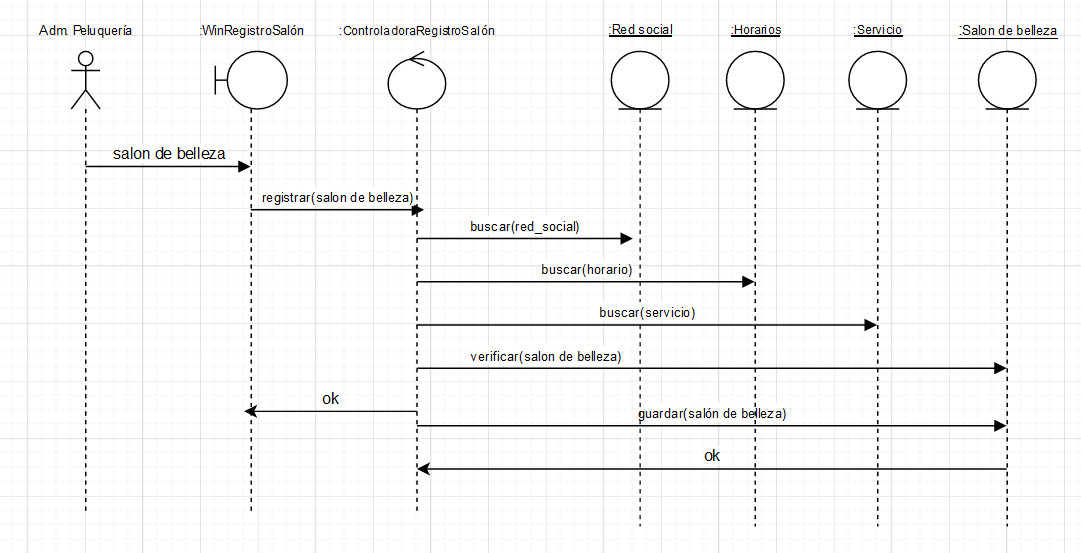 Adm. Peluquería
:WinRegistroSalón
:ControladoraRegistroSalón
:Red social
:Horarios
:Servicio
:Salon de belleza
salon de belleza
registrar(salon de belleza)
buscar(red_social)
buscar(horario)
buscar(servicio)
verificar(salon de belleza)
ok
guardar(salón de belleza)
ok